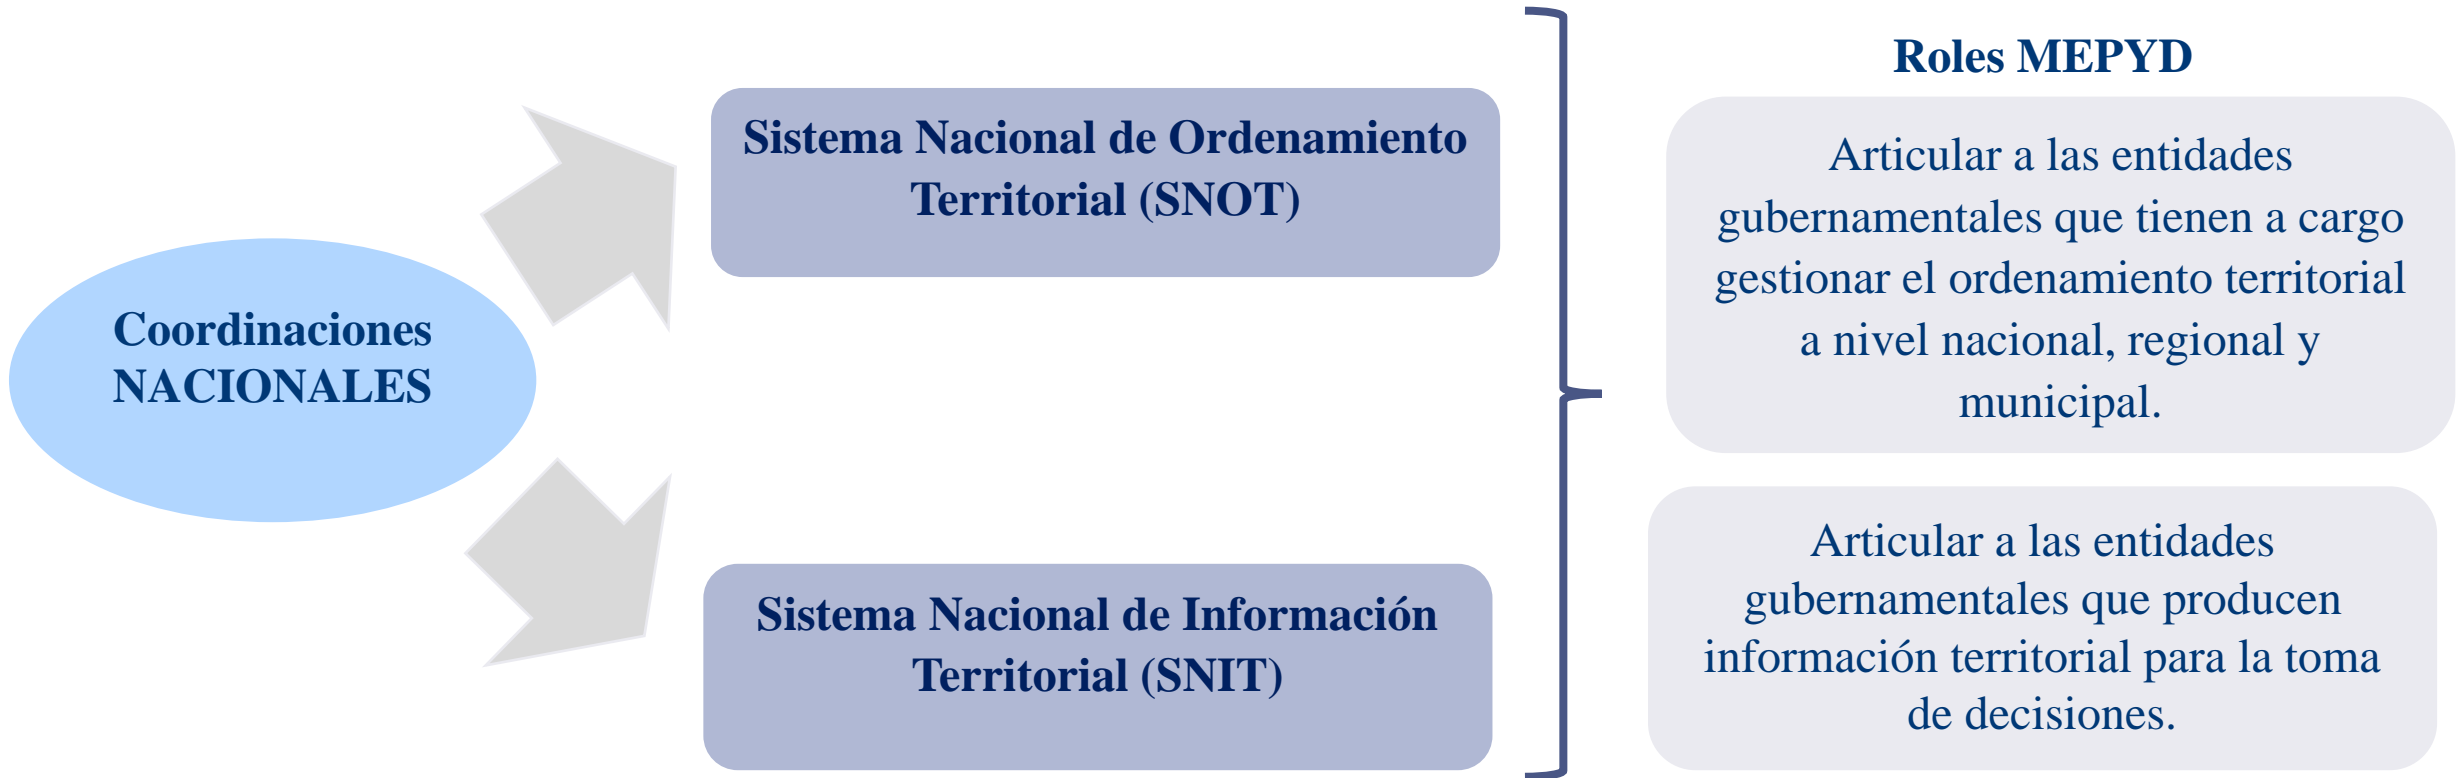 Coordinaciones
NACIONALES
Sistema Nacional de Ordenamiento
Territorial (SNOT)
Sistema Nacional de Información
Territorial (SNIT)
Roles MEPYD
Articular a las entidades
gubernamentales que tienen a cargo
gestionar el ordenamiento territorial
a nivel nacional, regional y
municipal.
Articular a las entidades
gubernamentales que producen
información territorial para la toma
de decisiones.